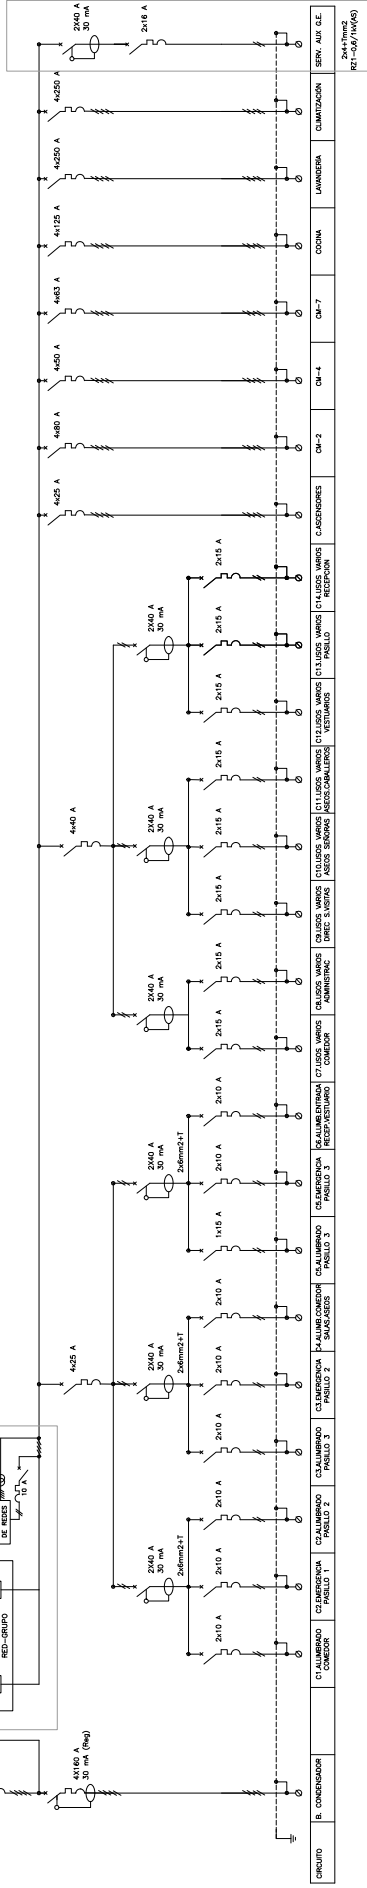 2X40 A
30 mA
2x16 A
SERV. AUX G.E.
2x4+Tmm2
RZ1-0,6/1kV(AS)
4x250 A
CLIMATIZACIÓN
4x250 A
LAVANDERÍA
4x125 A
COCINA
4x63 A
CM-7
4x50 A
CM-4
4x80 A
CM-2
4x25 A
C.ASCENSORES
2x15 A
C14.USOS VARIOS
RECEPCION
2X40 A
30 mA
2x15 A
C13.USOS VARIOS
PASILLO
2x15 A
C12.USOS VARIOS
VESTUARIOS
2x15 A
C11.USOS VARIOS
ASEOS.CABALLEROS
4x40 A
2X40 A
30 mA
2x15 A
C10.USOS VARIOS
ASEOS SEÑORAS
2x15 A
C9.USOS VARIOS
DIREC S.VISITAS
2x15 A
C8.USOS VARIOS
ADMINISTRAC
2X40 A
30 mA
2x15 A
C7.USOS VARIOS
COMEDOR
2x10 A
C6.ALUMB.ENTRADA
RECEP.VESTUARIO
2X40 A
30 mA
2x6mm2+T
2x10 A
C5.EMERGENCIA
PASILLO 3
1x15 A
C5.ALUMBRADO
PASILLO 3
2x10 A
C4.ALUMB.COMEDOR
SALAS.ASEOS
4x25 A
2X40 A
30 mA
2x6mm2+T
2x10 A
C3.EMERGENCIA
PASILLO 2
2x10 A
C3.ALUMBRADO
PASILLO 3
DE REDES
10 A
2x10 A
C2.ALUMBRADO
PASILLO 2
RED-GRUPO
2X40 A
30 mA
2x6mm2+T
2x10 A
C2.EMERGENCIA
PASILLO 1
2x10 A
C1.ALUMBRADO
COMEDOR
4X160 A
30 mA (Reg)
B. CONDENSADOR
CIRCUITO